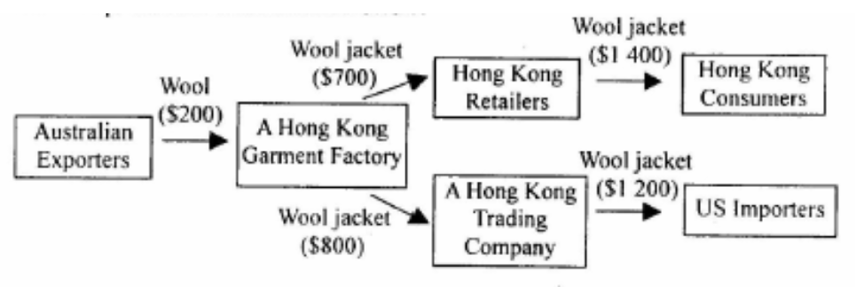 Wool jacket
($1 400)
Wool jacket
($700)
Hong Kong
Retailers
Hong Kong
Consumers
Wool
($200)
Australian
Exporters
A Hong Kong
Garment Factory
Wool jacket
($800)
A Hong Kong
Trading
Company
Wool jacket
($1 200)
US Importers